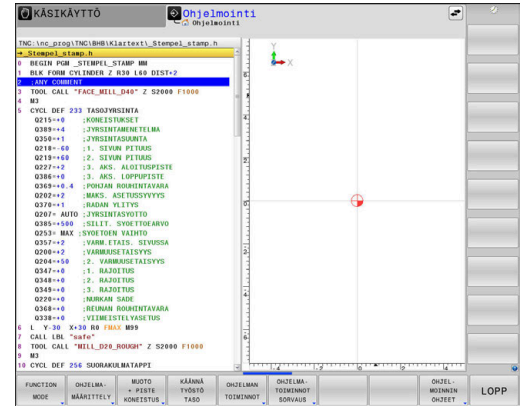 KÄSIKÄYTTÖ
Ohjelmointi
Ohjelmointi
TNC:\nc_prog\TNC\BHB\Klartext\_Stempel_stamp.h
→_Stempel_stamp.h
0 BEGIN PGM _STEMPEL_STAMP MM
1 BLK FORM CYLINDER Z R30 L60 DIST+2
2 ;ANY COMMENT
3 TOOL CALL "FACE_MILL_D40" Z S2000 F1000
4 M3
5 CYCL DEF 233 TASOJYRSINTA
Q215=+0 ;KONEISTUKSET
Q389=+4 ;JYRSINTAMENETELMA
Q350=+1 ;JYRSINTASUUNTA
Q218=-60 ;1. SIVUN PITUUS
Q219=+60 ;2. SIVUN PITUUS
Q227=+2 ;3. AKS. ALOITUSPISTE
Q386=+0 ;3. AKS. LOPPUPISTE
Q369=+0.4 ;POHJAN ROUHINTAVARA
Q202=+2 ;MAKS. ASETUSSYVYYS
Q370=+1 ;RADAN YLITYS
Q207= AUTO ;JYRSINTASYOTTO
Q385=+500 ;SILIT. SYOETTOEARVO
Q253= MAX ;SYOETOEN VAIHTO
Q357=+2 ;VARM.ETAIS. SIVUSSA
Q200=+2 ;VARMUUSETAISYYS
Q204=+50 ;2. VARMUUSETAISYYS
Q347=+0 ;1. RAJOITUS
Q348=+0 ;2. RAJOITUS
Q349=+0 ;3. RAJOITUS
Q220=+0 ;NURKAN SADE
Q368=+0 ;REUNAN ROUHINTAVARA
Q338=+0 ;VIIMEISTELYASETUS
6 L Y-30 X+30 R0 FMAX M99
7 CALL LBL "safe"
8 TOOL CALL "MILL_D20_ROUGH" Z S2000 F1000
9 M3
10 CYCL DEF 256 SUORAKULMATAPPI
Y
X
FUNCTION MODE
OHJELMA- MÄÄRITTELY
MUOTO + PISTE KONEISTUS
KÄÄNNÄ TYÖSTÖ TASO
OHJELMAN TOIMINNOT
OHJELMA- TOIMINNOT SORVAUS
OHJEL- MOINNIN OHJEET
LOPP